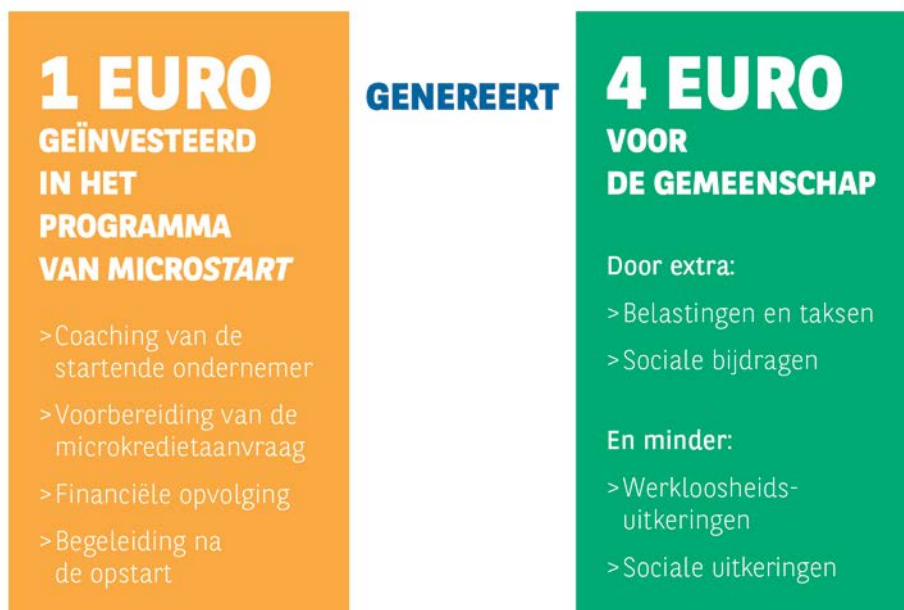 1 EURO
GEÏNVESTEERD
IN HET
PROGRAMMA
VAN MICROSTART
>Coaching van de
startende ondernemer
>Voorbereiding van de
microkredietaanvraag
>Financiële opvolging
>Begeleiding na
de opstart
GENEREERT
4 EURO
VOOR
DE GEMEENSCHAP
Door extra:
>Belastingen en taksen
>Sociale bijdragen
En minder:
>Werkloosheids-
uitkeringen
>Sociale uitkeringen